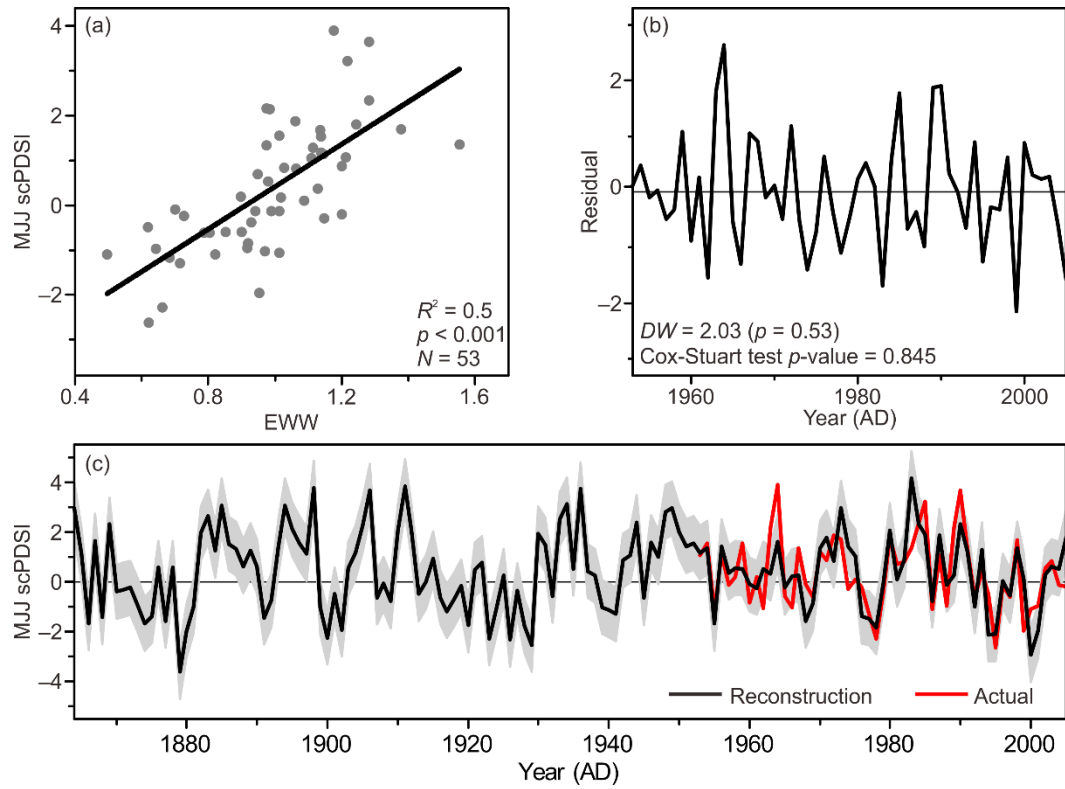 (a)
MJJ scPDSI
4
2
0
−2
R² = 0.5
p < 0.001
N = 53
0.4 0.8 1.2 1.6
EWW
(b)
Residual
2
0
−2
DW = 2.03 (p = 0.53)
Cox-Stuart test p-value = 0.845
1960 1980 2000
Year (AD)
(c)
MJJ scPDSI
4
2
0
−2
−4
Reconstruction Actual
1880 1900 1920 1940 1960 1980 2000
Year (AD)